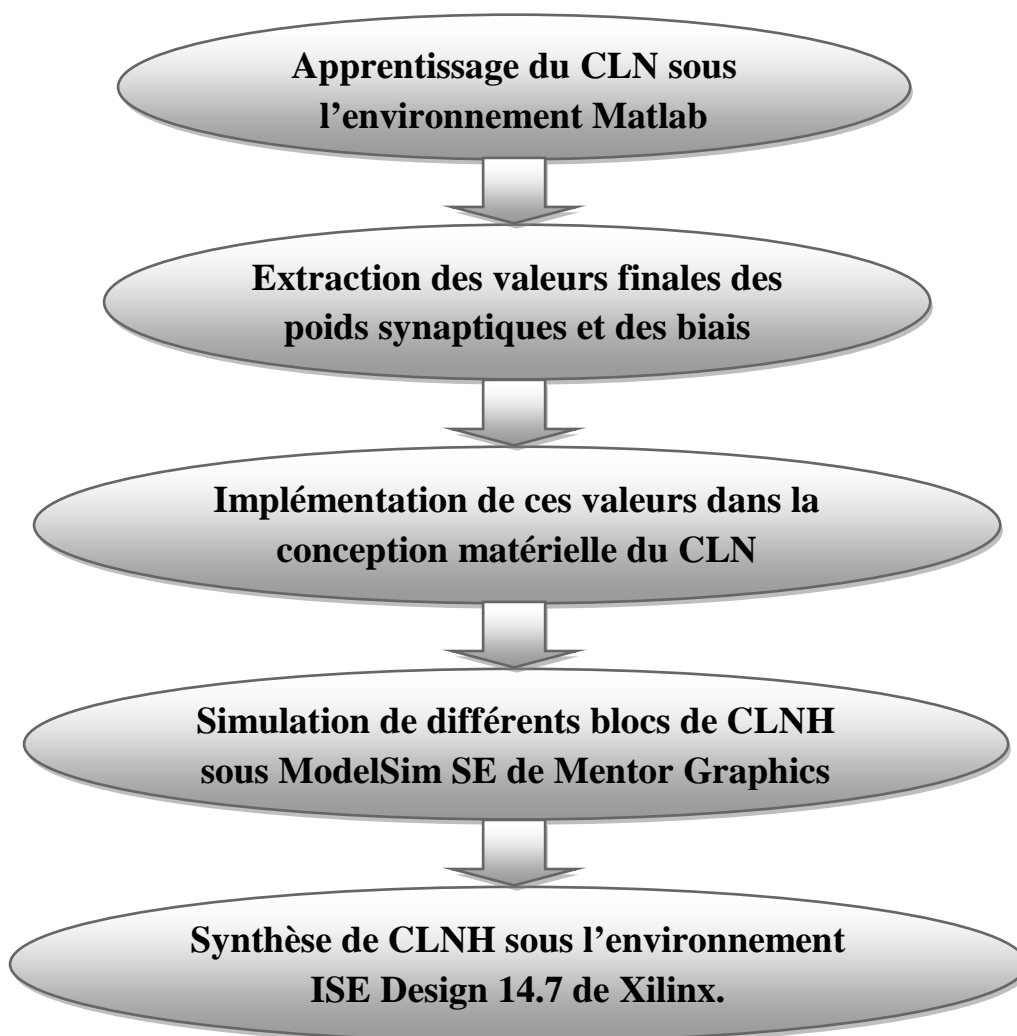 Apprentissage du CLN sous
l’environnement Matlab
Extraction des valeurs finales des
poids synaptiques et des biais
Implémentation de ces valeurs dans la
conception matérielle du CLN
Simulation de différents blocs de CLNH
sous ModelSim SE de Mentor Graphics
Synthèse de CLNH sous l’environnement
ISE Design 14.7 de Xilinx.